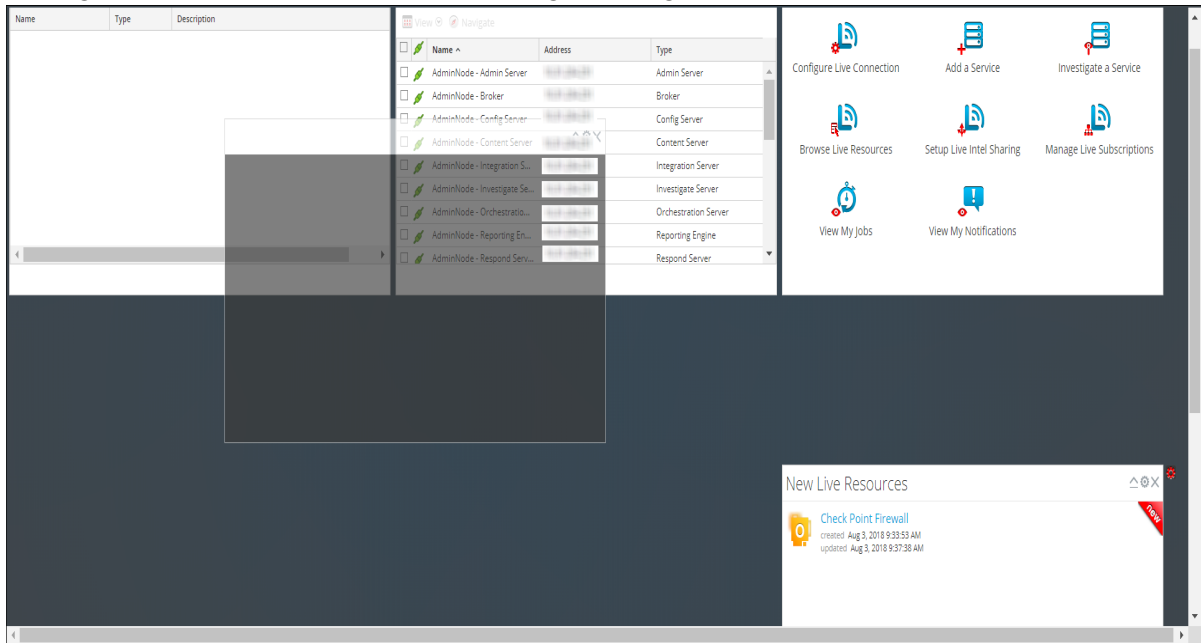 Name Type Description
View Navigate
Name Address Type
AdminNode - Admin Server Admin Server
AdminNode - Broker Broker
AdminNode - Config Server Config Server
AdminNode - Content Server Content Server
AdminNode - Integration S... Integration Server
AdminNode - Investigate Se... Investigate Server
AdminNode - Orchestratio... Orchestration Server
AdminNode - Reporting En... Reporting Engine
AdminNode - Respond Serv... Respond Server
Configure Live Connection Add a Service Investigate a Service
Browse Live Resources Setup Live Intel Sharing Manage Live Subscriptions
View My Jobs View My Notifications
New Live Resources
new
Check Point Firewall
created Aug 3, 2018 9:33:53 AM
updated Aug 3, 2018 9:37:38 AM